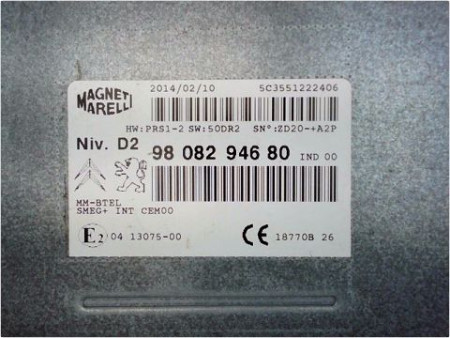 MAGNETI MARELLI
2014/02/10 5C3551222406
HW:PRS1-2 SW:50DR2 SN°:ZD20-+A2P
Niv. D2 98 082 946 80 IND 00
MM-BTEL
SMEG+ INT CEM00
E2 04 13075-00 CE 18770B 26